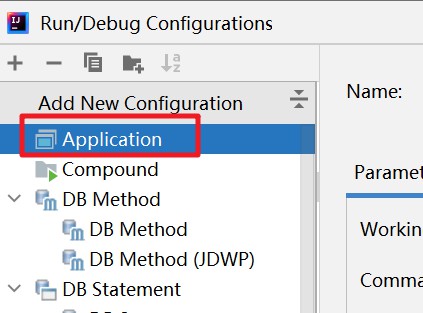 IJ
Run/Debug Configurations
Add New Configuration
Name:
Application
Compound
Paramet
DB Method
DB Method
Workin
DB Method (JDWP)
Comma
DB Statement